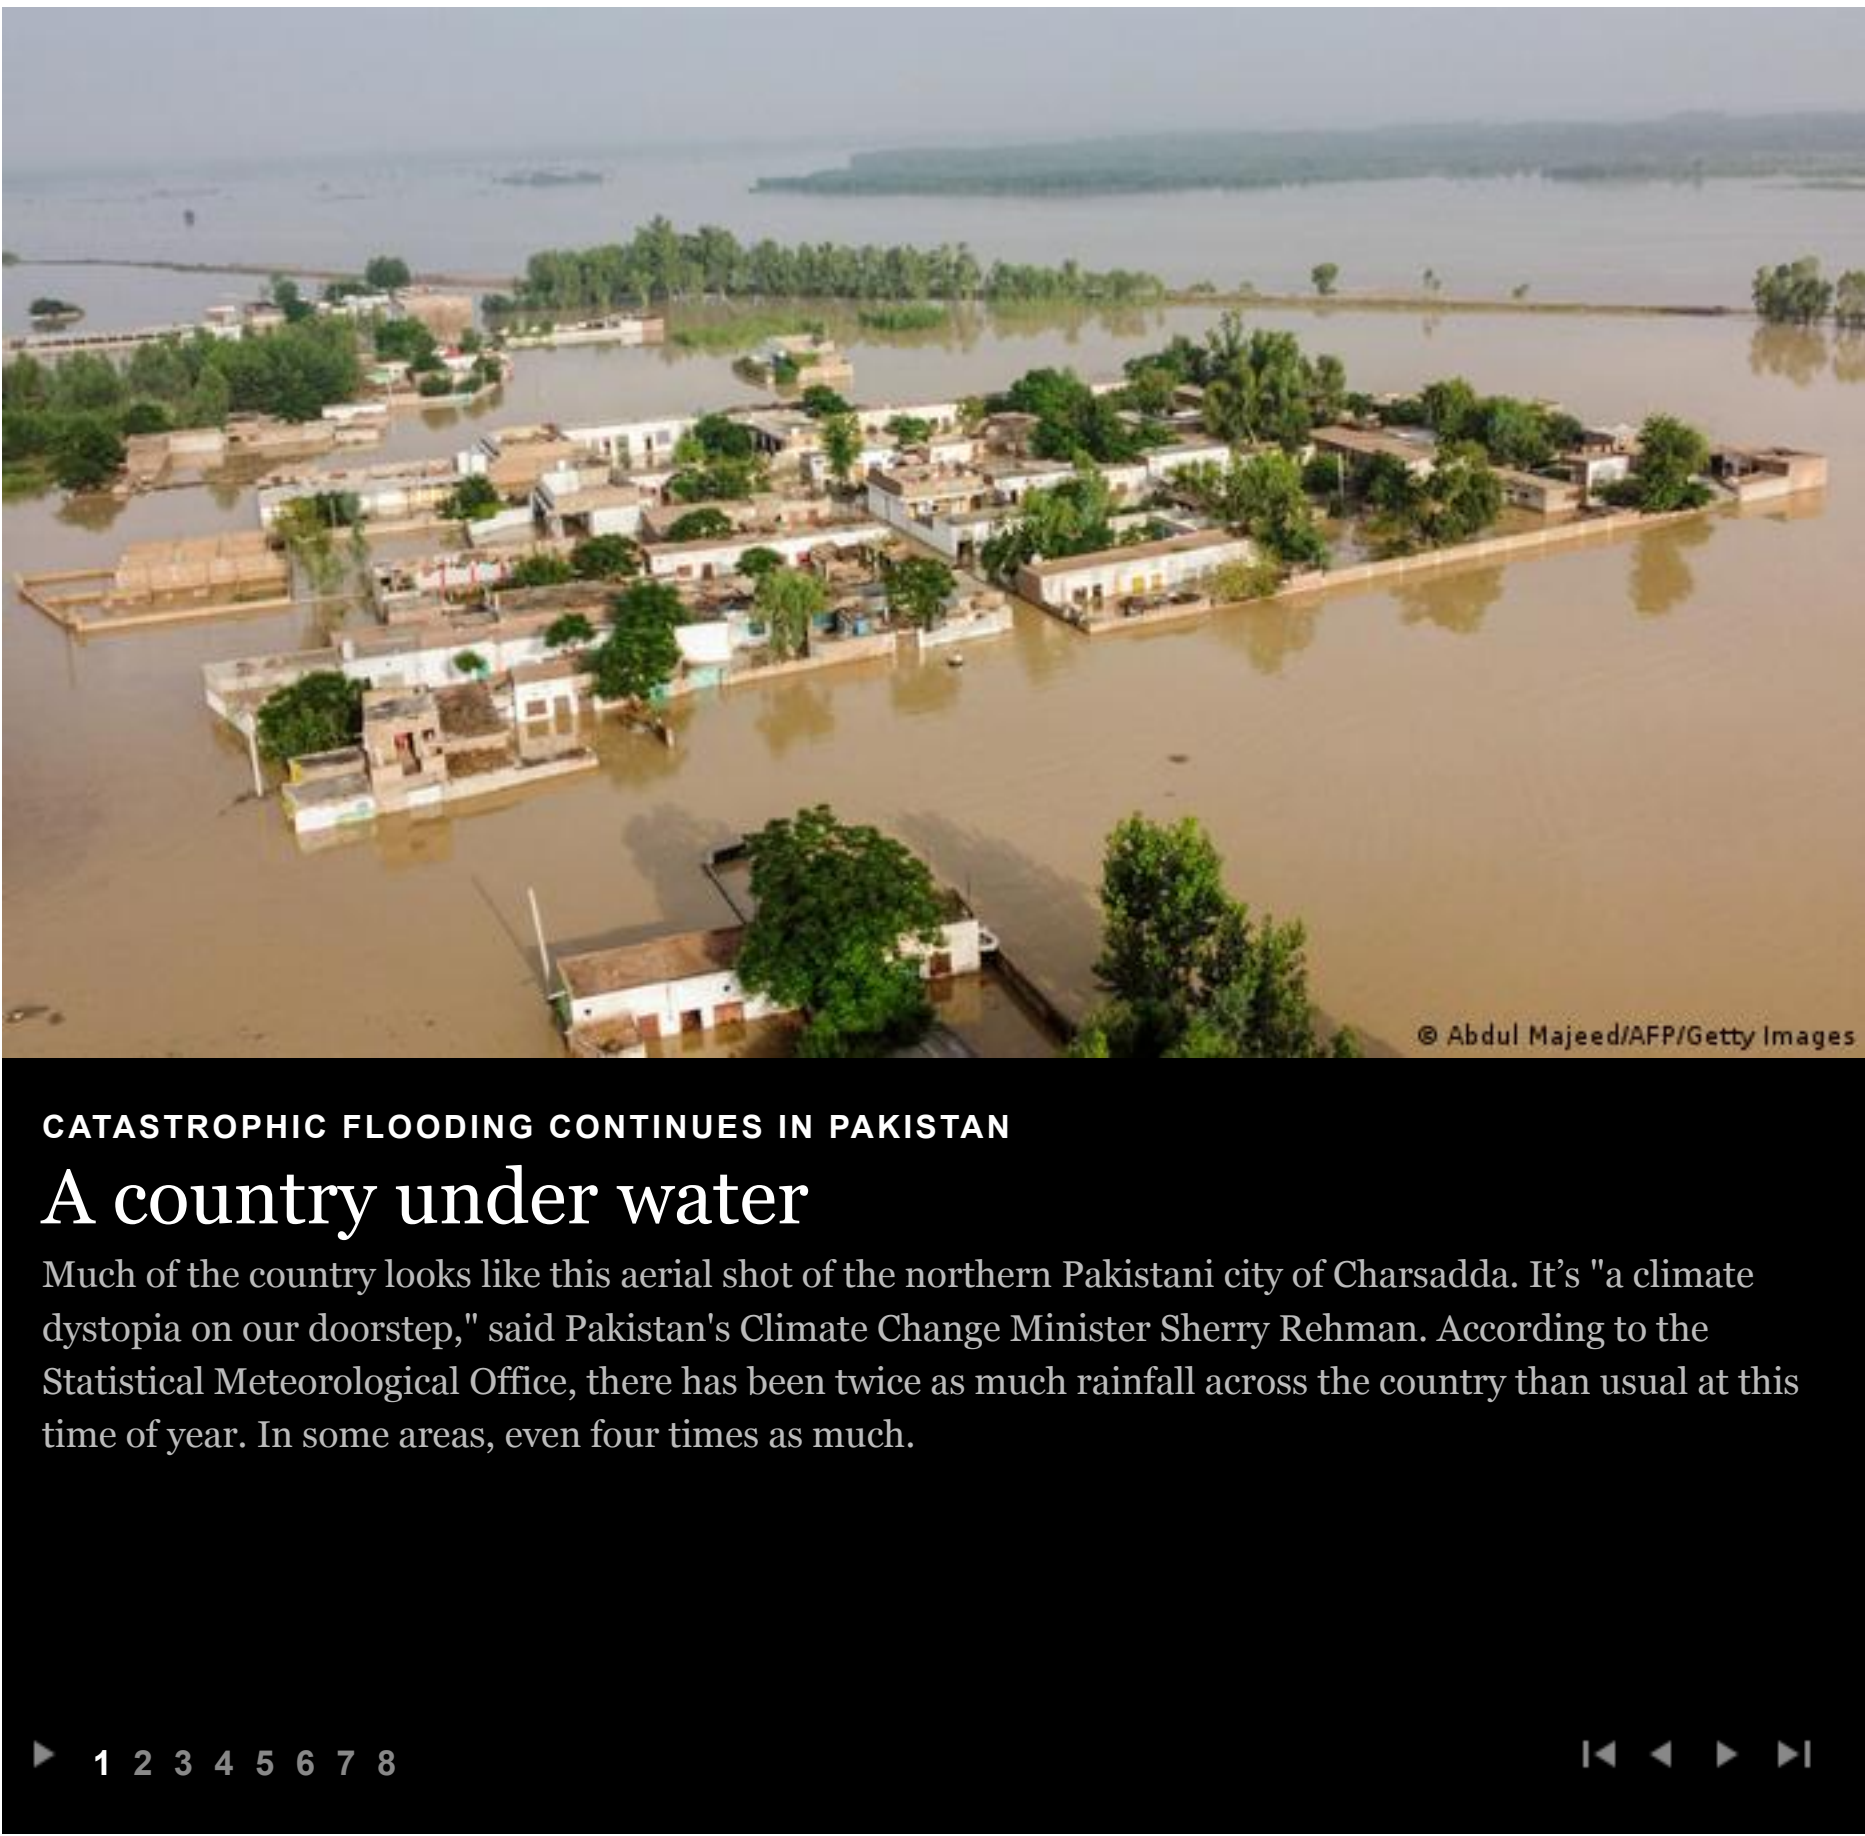 © Abdul Majeed/AFP/Getty Images
CATASTROPHIC FLOODING CONTINUES IN PAKISTAN
A country under water
Much of the country looks like this aerial shot of the northern Pakistani city of Charsadda. It’s "a climate
dystopia on our doorstep," said Pakistan's Climate Change Minister Sherry Rehman. According to the
Statistical Meteorological Office, there has been twice as much rainfall across the country than usual at this
time of year. In some areas, even four times as much.
1 2 3 4 5 6 7 8